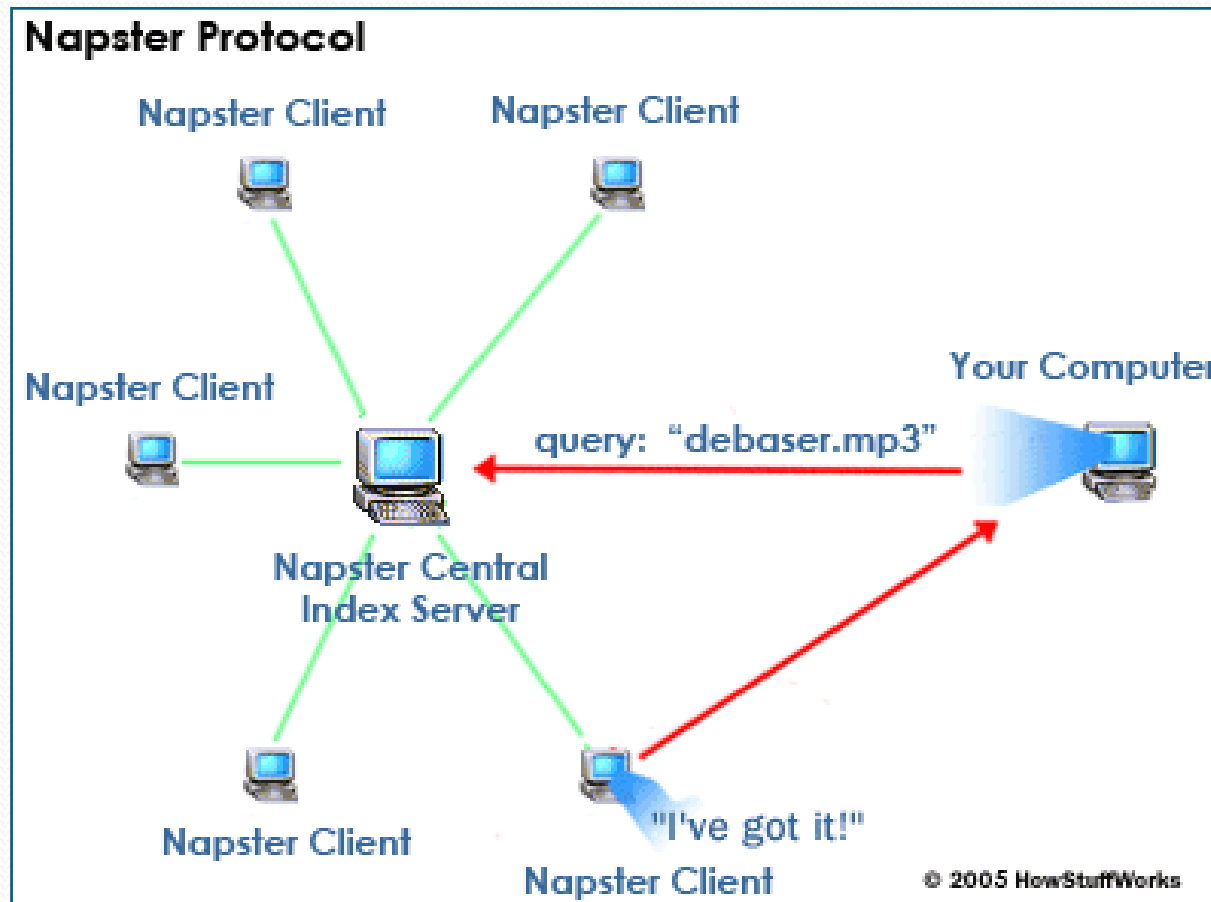 Napster Protocol
Napster Client
Napster Client
Napster Client
Your Computer
query: “debaser.mp3”
Napster Central
Index Server
Napster Client
"I've got it!"
Napster Client
© 2005 HowStuffWorks